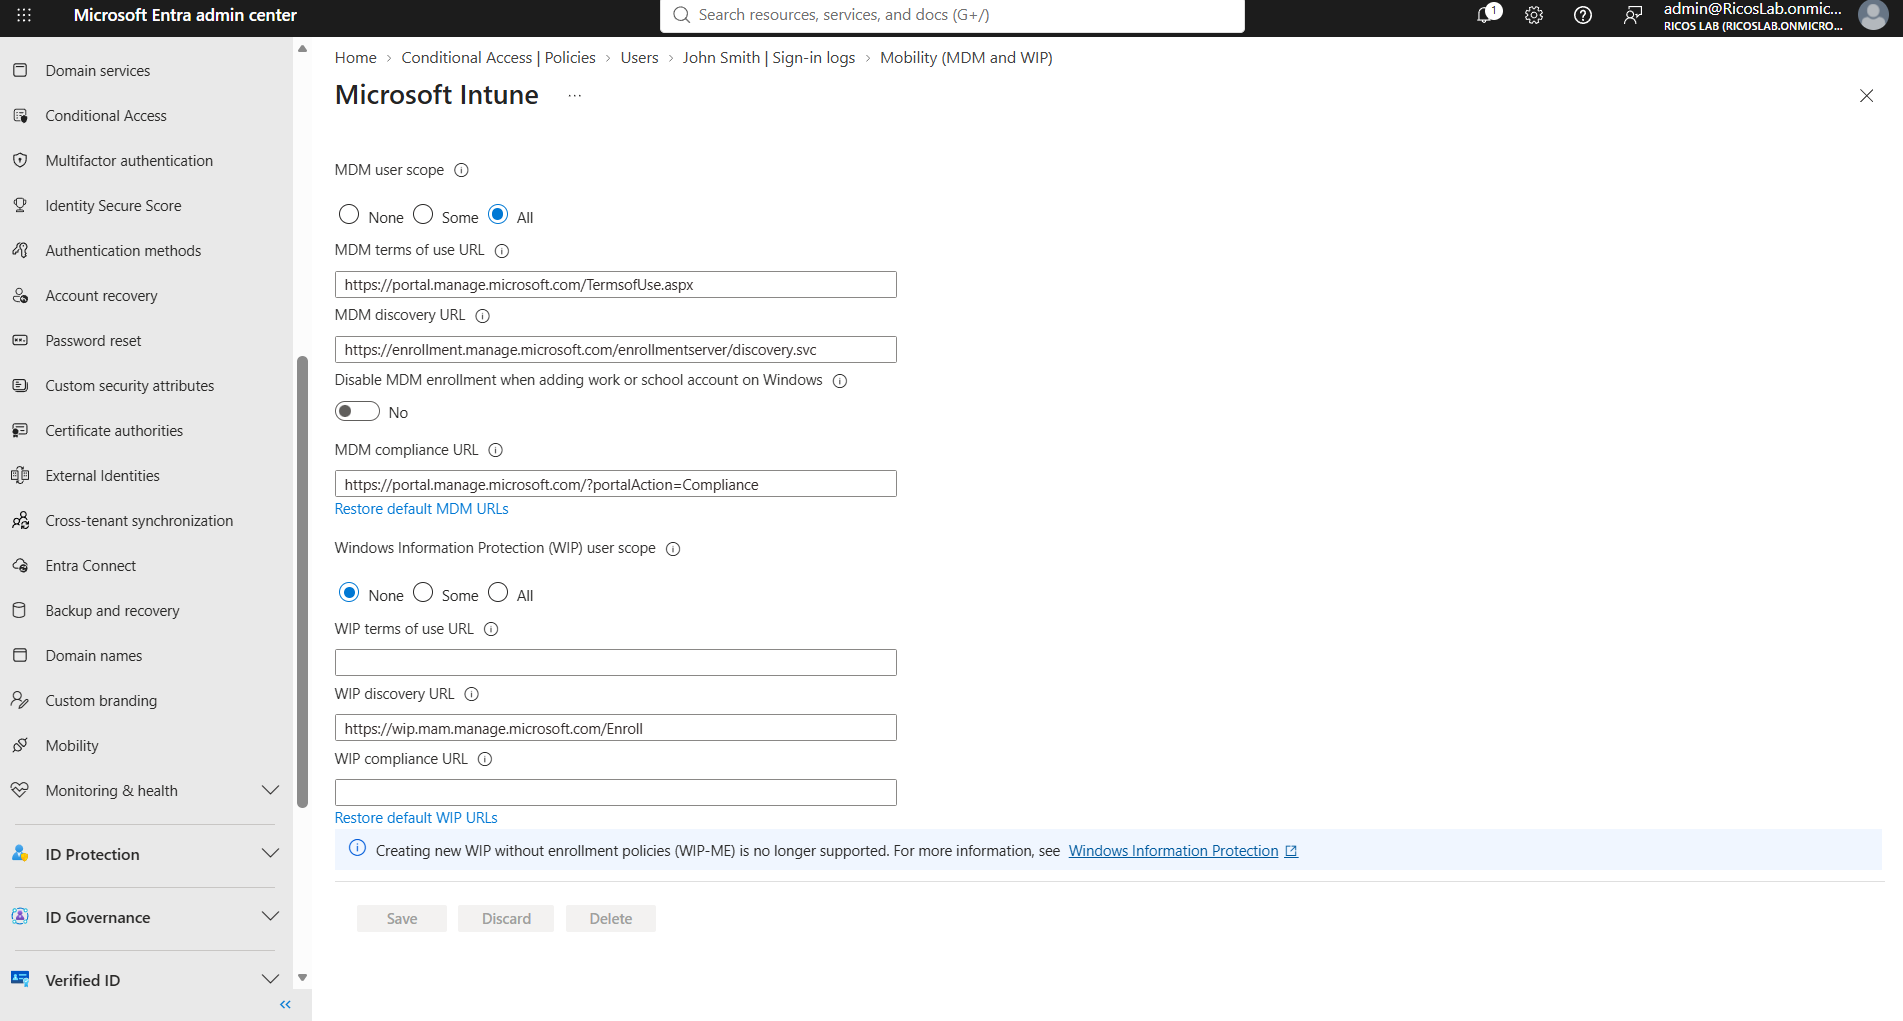 Microsoft Entra admin center
Search resources, services, and docs (G+/)
1
admin@RicosLab.onmic...
RICOS LAB (RICOSLAB.ONMICRO...
Domain services
Conditional Access
Multifactor authentication
Identity Secure Score
Authentication methods
Account recovery
Password reset
Custom security attributes
Certificate authorities
External Identities
Cross-tenant synchronization
Entra Connect
Backup and recovery
Domain names
Custom branding
Mobility
Monitoring & health
ID Protection
ID Governance
Verified ID
Home > Conditional Access | Policies > Users > John Smith | Sign-in logs > Mobility (MDM and WIP)
Microsoft Intune ...
MDM user scope
None Some All
MDM terms of use URL
https://portal.manage.microsoft.com/TermsofUse.aspx
MDM discovery URL
https://enrollment.manage.microsoft.com/enrollmentserver/discovery.svc
Disable MDM enrollment when adding work or school account on Windows
No
MDM compliance URL
https://portal.manage.microsoft.com/?portalAction=Compliance
Restore default MDM URLs
Windows Information Protection (WIP) user scope
None Some All
WIP terms of use URL
WIP discovery URL
https://wip.mam.manage.microsoft.com/Enroll
WIP compliance URL
Restore default WIP URLs
Creating new WIP without enrollment policies (WIP-ME) is no longer supported. For more information, see Windows Information Protection
Save Discard Delete